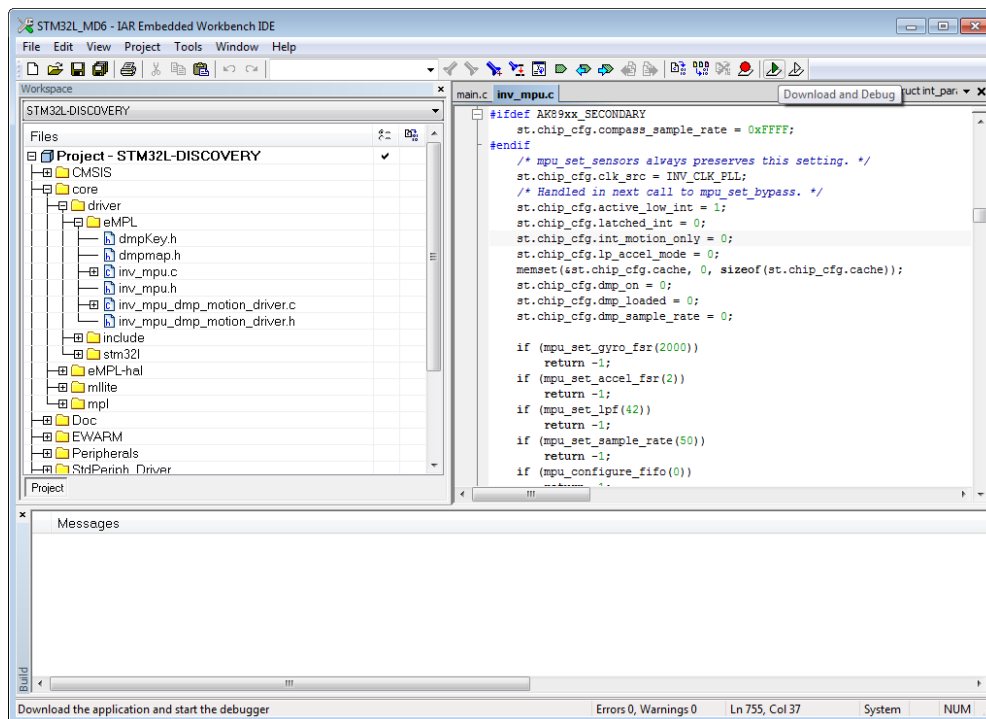 STM32L_MD6 - IAR Embedded Workbench IDE
File Edit View Project Tools Window Help
Workspace
STM32L-DISCOVERY
Files
Project - STM32L-DISCOVERY
CMSIS
core
driver
eMPL
dmpKey.h
dmpmap.h
inv_mpu.c
inv_mpu.h
inv_mpu_dmp_motion_driver.c
inv_mpu_dmp_motion_driver.h
include
stm32l
eMPL-hal
mllite
mpl
Doc
EWARM
Peripherals
StdPeriph_Driver
Project
main.c inv_mpu.c
Download and Debug
#ifdef AK89xx_SECONDARY
st.chip_cfg.compass_sample_rate = 0xFFFF;
#endif
/* mpu_set_sensors always preserves this setting. */
st.chip_cfg.clk_src = INV_CLK_PLL;
/* Handled in next call to mpu_set_bypass. */
st.chip_cfg.active_low_int = 1;
st.chip_cfg.latched_int = 0;
st.chip_cfg.int_motion_only = 0;
st.chip_cfg.lp_accel_mode = 0;
memset(&st.chip_cfg.cache, 0, sizeof(st.chip_cfg.cache));
st.chip_cfg.dmp_on = 0;
st.chip_cfg.dmp_loaded = 0;
st.chip_cfg.dmp_sample_rate = 0;
if (mpu_set_gyro_fsr(2000))
return -1;
if (mpu_set_accel_fsr(2))
return -1;
if (mpu_set_lpf(42))
return -1;
if (mpu_set_sample_rate(50))
return -1;
if (mpu_configure_fifo(0))
Messages
Build
Download the application and start the debugger Errors 0, Warnings 0 Ln 755, Col 37 System NUM